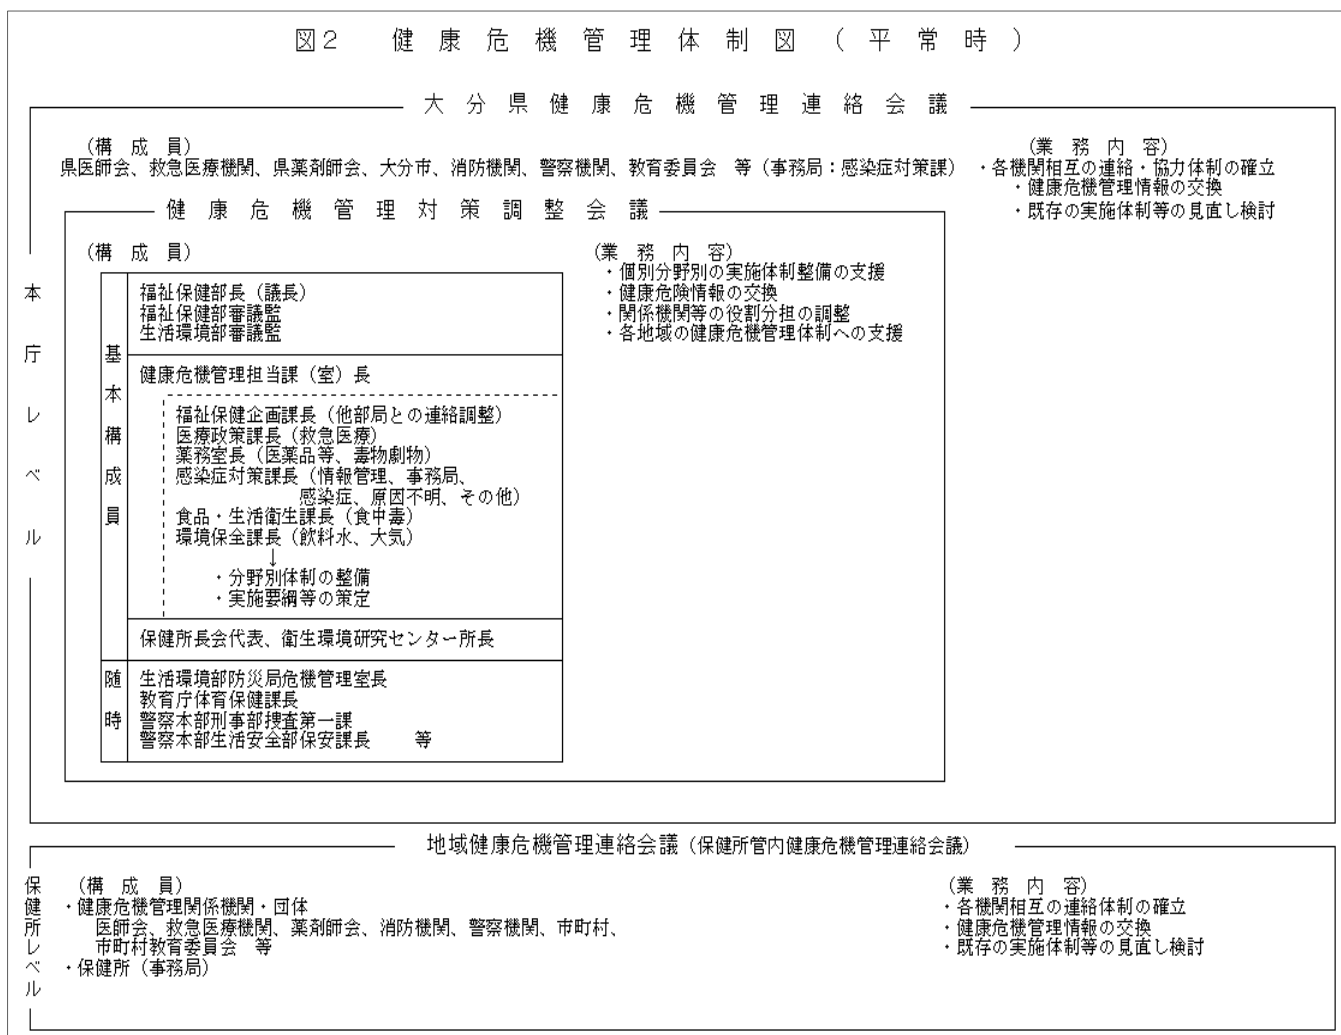 図2 健康危機管理体制図(平常時)
大分県健康危機管理連絡会議
(構成員)
県医師会、救急医療機関、県薬剤師会、大分市、消防機関、警察機関、教育委員会 等(事務局:感染症対策課)
(業務内容)
・各機関相互の連絡・協力体制の確立
・健康危機管理情報の交換
・既存の実施体制等の見直し検討
本庁レベル
健康危機管理対策調整会議
(構成員)
基本構成員
福祉保健部長(議長)
福祉保健部審議監
生活環境部審議監
健康危機管理担当課(室)長
福祉保健企画課長(他部局との連絡調整)
医療政策課長(救急医療)
薬務室長(医薬品等、毒物劇物)
感染症対策課長(情報管理、事務局、
感染症、原因不明、その他)
食品・生活衛生課長(食中毒)
環境保全課長(飲料水、大気)
↓
・分野別体制の整備
・実施要綱等の策定
保健所長会代表、衛生環境研究センター所長
随時
生活環境部防災局危機管理室長
教育庁体育保健課長
警察本部刑事部捜査第一課
警察本部生活安全部保安課長 等
(業務内容)
・個別分野別の実施体制整備の支援
・健康危険情報の交換
・関係機関等の役割分担の調整
・各地域の健康危機管理体制への支援
地域健康危機管理連絡会議(保健所管内健康危機管理連絡会議)
保健所レベル
(構成員)
・健康危機管理関係機関・団体
医師会、救急医療機関、薬剤師会、消防機関、警察機関、市町村、
市町村教育委員会 等
・保健所(事務局)
(業務内容)
・各機関相互の連絡体制の確立
・健康危機管理情報の交換
・既存の実施体制等の見直し検討